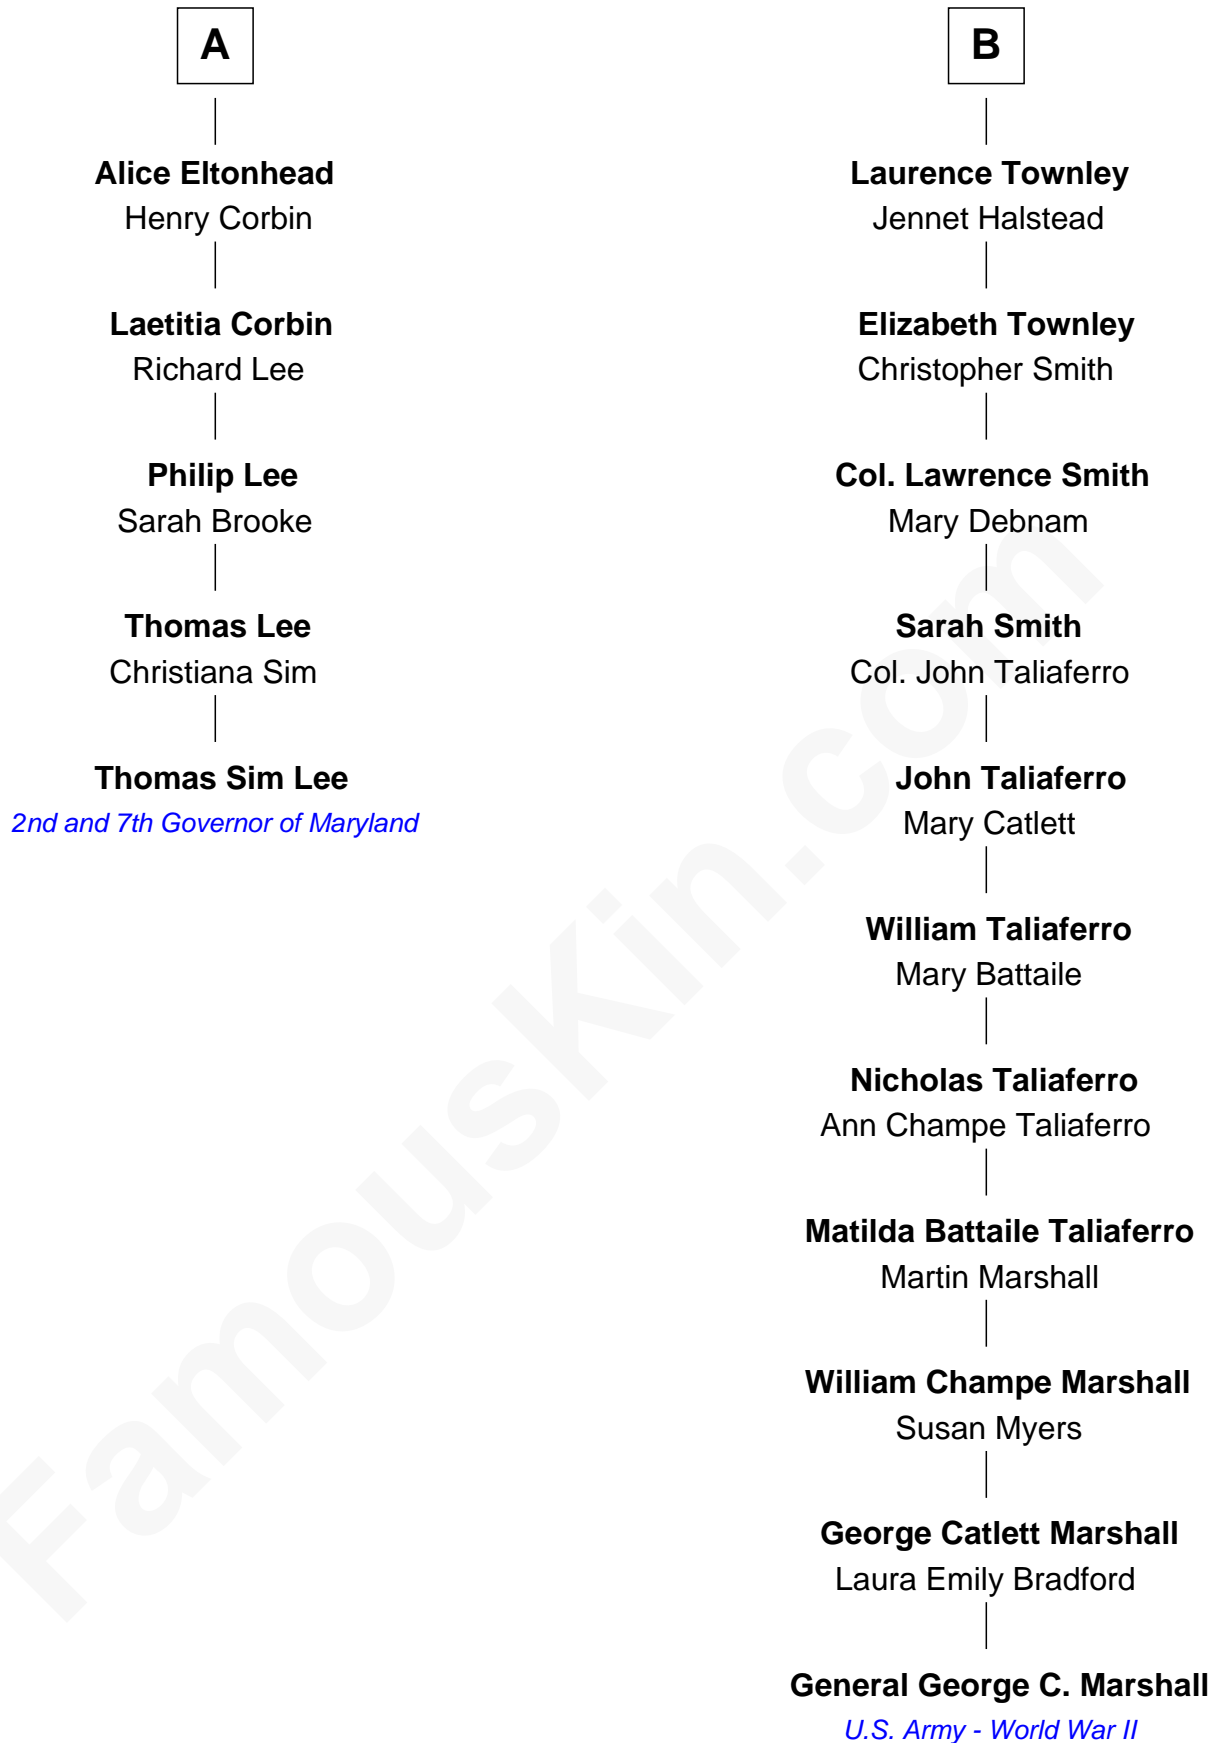 A
Alice Eltonhead
Henry Corbin
Laetitia Corbin
Richard Lee
Philip Lee
Sarah Brooke
Thomas Lee
Christiana Sim
Thomas Sim Lee
2nd and 7th Governor of Maryland
B
Laurence Townley
Jennet Halstead
Elizabeth Townley
Christopher Smith
Col. Lawrence Smith
Mary Debnam
Sarah Smith
Col. John Taliaferro
John Taliaferro
Mary Catlett
William Taliaferro
Mary Battaile
Nicholas Taliaferro
Ann Champe Taliaferro
Matilda Battaile Taliaferro
Martin Marshall
William Champe Marshall
Susan Myers
George Catlett Marshall
Laura Emily Bradford
General George C. Marshall
U.S. Army - World War II
FamousKin.com